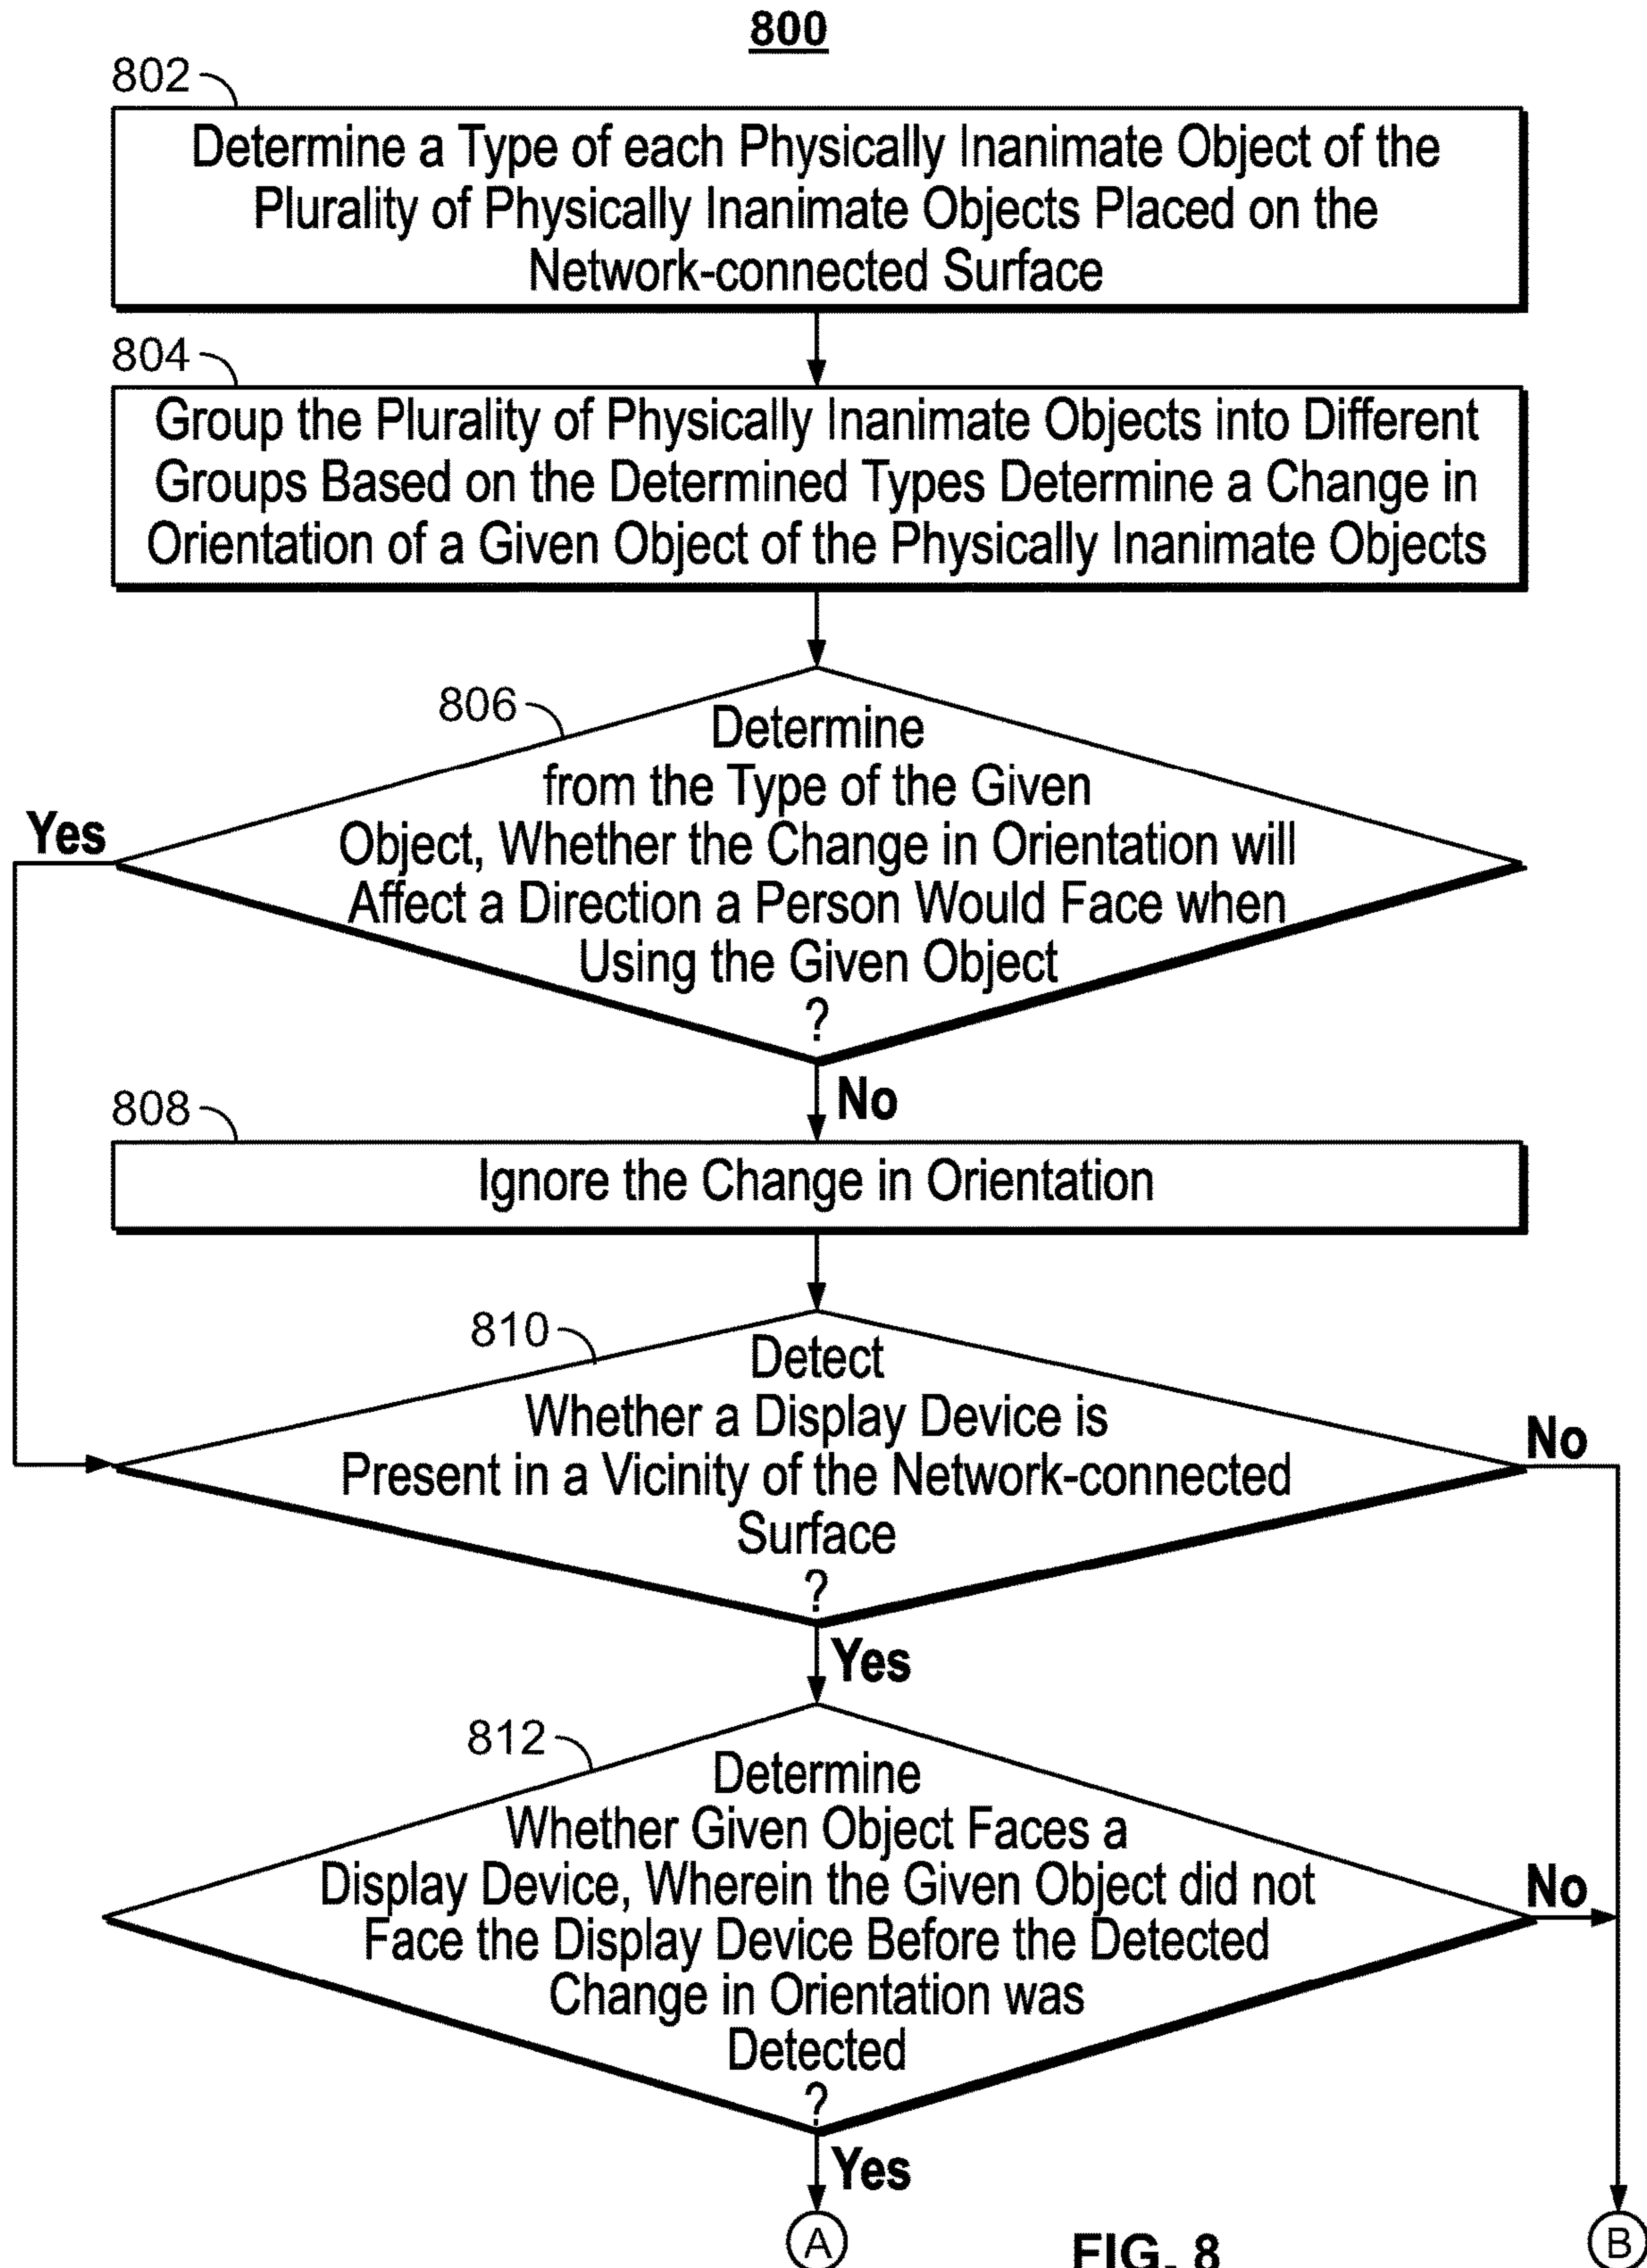 800
802
Determine a Type of each Physically Inanimate Object of the
Plurality of Physically Inanimate Objects Placed on the
Network-connected Surface
804
Group the Plurality of Physically Inanimate Objects into Different
Groups Based on the Determined Types Determine a Change in
Orientation of a Given Object of the Physically Inanimate Objects
806
Determine
from the Type of the Given
Object, Whether the Change in Orientation will
Affect a Direction a Person Would Face when
Using the Given Object
?
Yes
No
808
Ignore the Change in Orientation
810
Detect
Whether a Display Device is
Present in a Vicinity of the Network-connected
Surface
?
No
Yes
812
Determine
Whether Given Object Faces a
Display Device, Wherein the Given Object did not
Face the Display Device Before the Detected
Change in Orientation was
Detected
?
No
Yes
A
B
FIG. 8